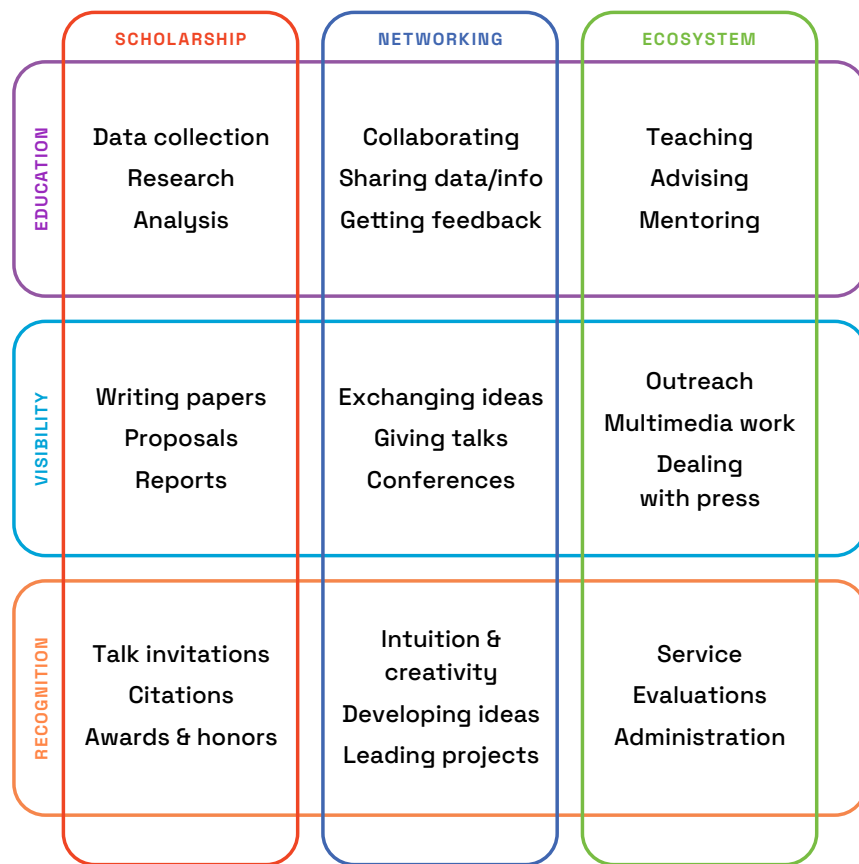 SCHOLARSHIP
NETWORKING
ECOSYSTEM
EDUCATION
Data collection
Research
Analysis
Collaborating
Sharing data/info
Getting feedback
Teaching
Advising
Mentoring
VISIBILITY
Writing papers
Proposals
Reports
Exchanging ideas
Giving talks
Conferences
Outreach
Multimedia work
Dealing
with press
RECOGNITION
Talk invitations
Citations
Awards & honors
Intuition &
creativity
Developing ideas
Leading projects
Service
Evaluations
Administration